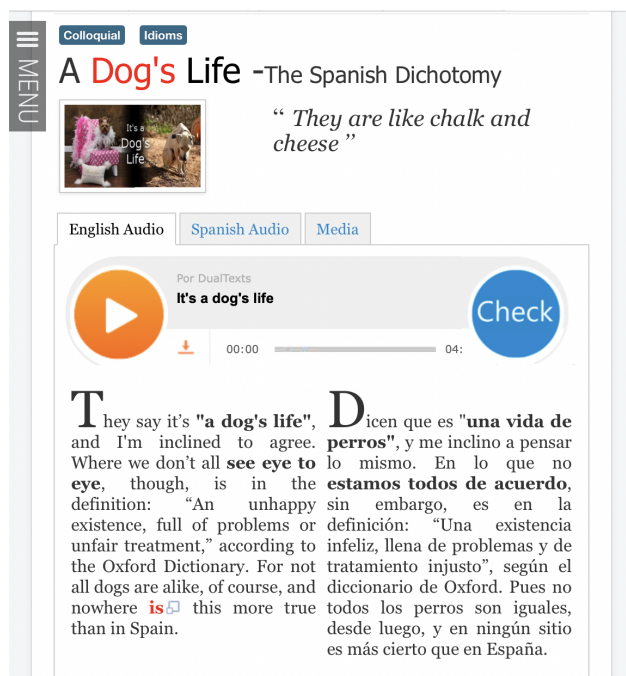 Colloquial Idioms
MENU
A Dog's Life -The Spanish Dichotomy
It's a
Dog's
Life
“ They are like chalk and
cheese ”
English Audio Spanish Audio Media
Por DualTexts
It's a dog's life
Check
00:00 04:
They say it’s "a dog's life",
and I'm inclined to agree.
Where we don’t all see eye to
eye, though, is in the
definition: “An unhappy
existence, full of problems or
unfair treatment,” according to
the Oxford Dictionary. For not
all dogs are alike, of course, and
nowhere is this more true
than in Spain.
Dicen que es "una vida de
perros", y me inclino a pensar
lo mismo. En lo que no
estamos todos de acuerdo,
sin embargo, es en la
definición: “Una existencia
infeliz, llena de problemas y de
tratamiento injusto”, según el
diccionario de Oxford. Pues no
todos los perros son iguales,
desde luego, y en ningún sitio
es más cierto que en España.